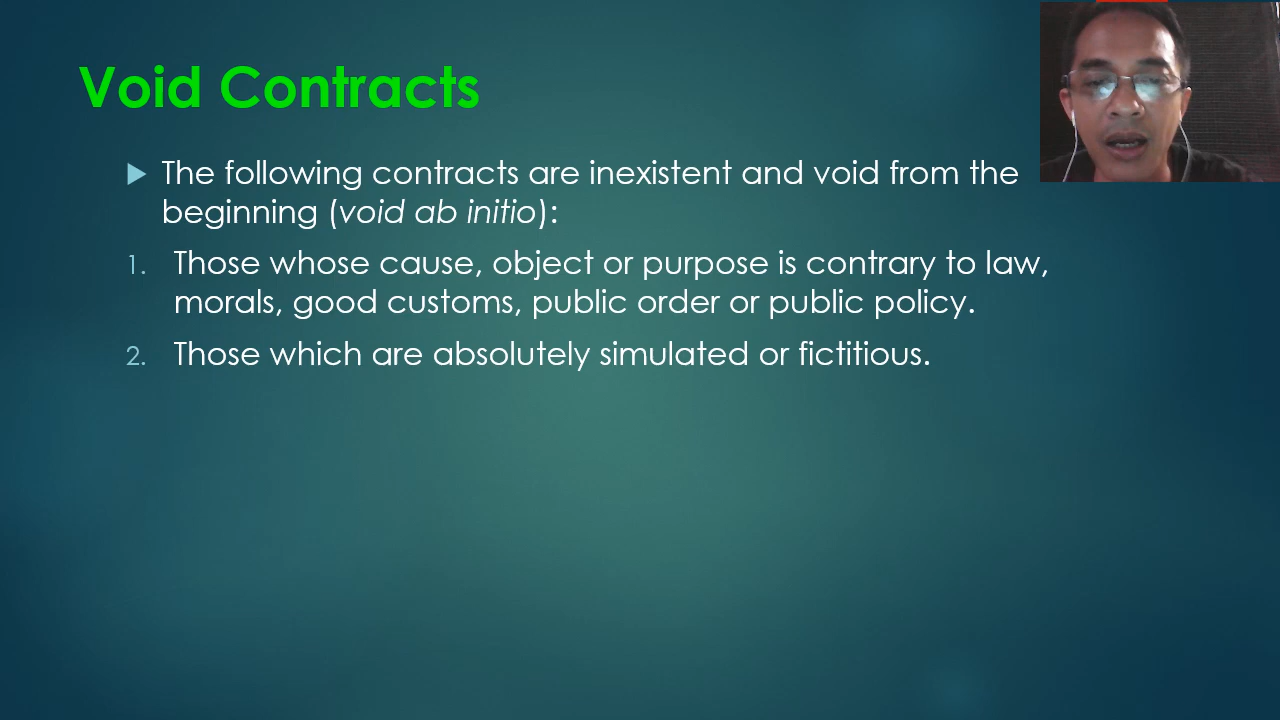 Void Contracts
The following contracts are inexistent and void from the
beginning (void ab initio):
1. Those whose cause, object or purpose is contrary to law,
morals, good customs, public order or public policy.
2. Those which are absolutely simulated or fictitious.